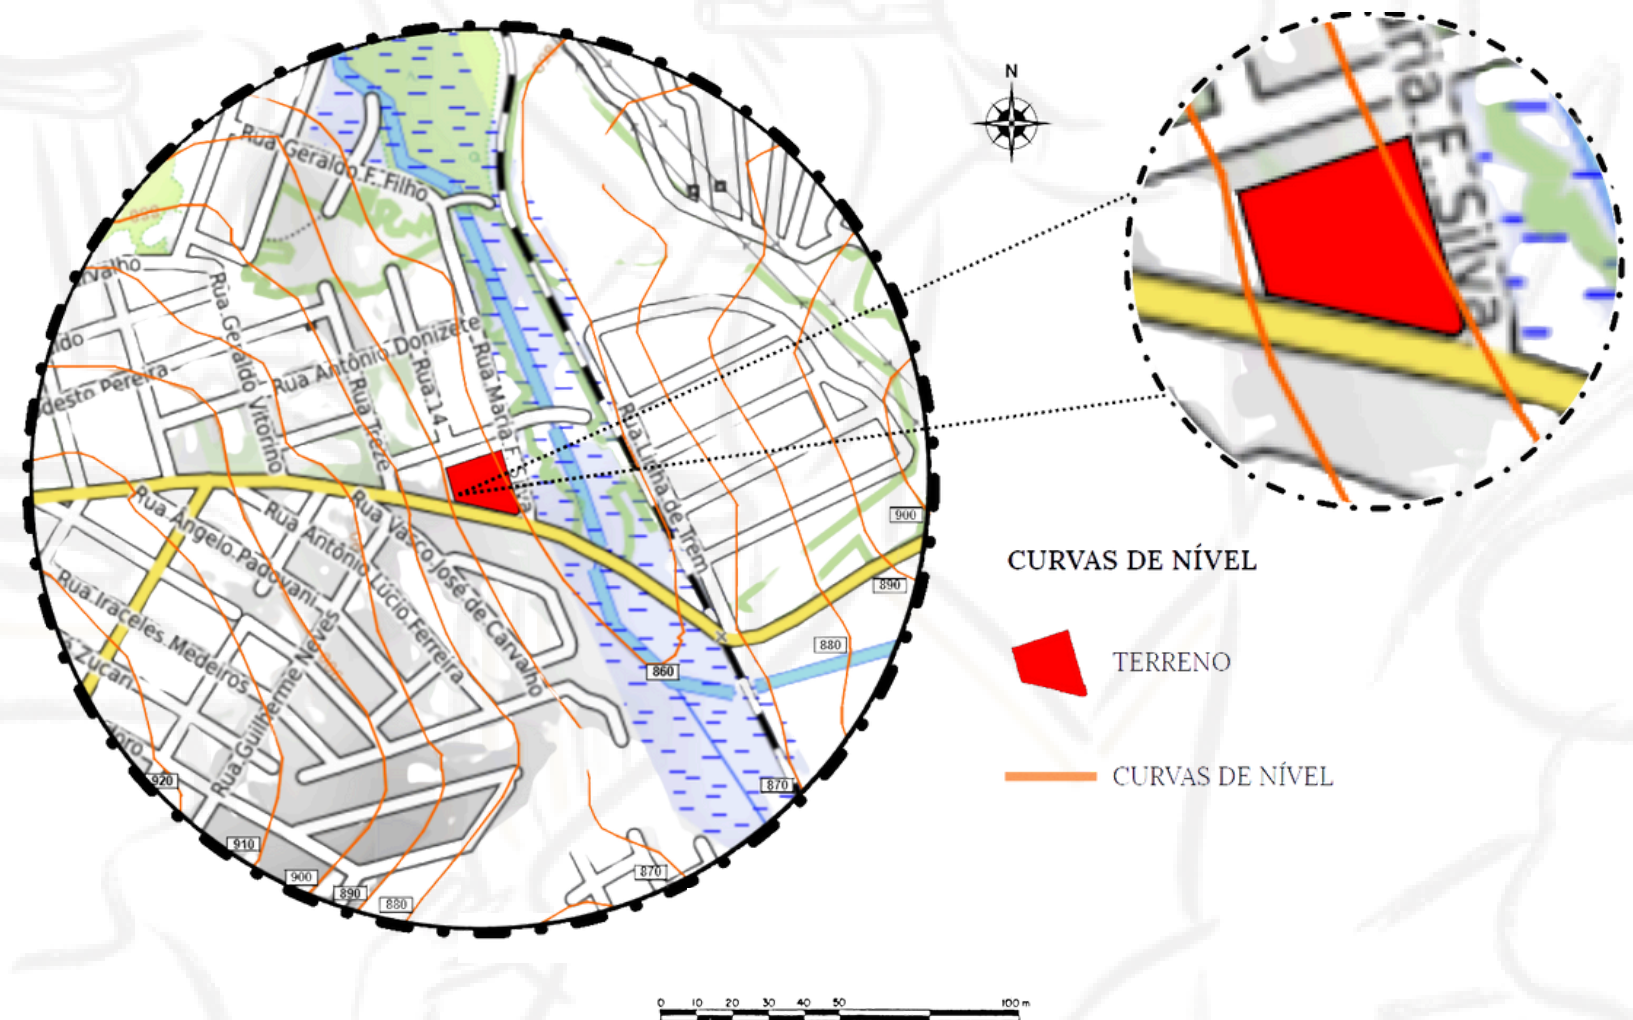 N
Rua Geraldo F. Filho
Rua Geraldo Vitorino
Rua Antônio Donizete
Rua Treze
Rua 14
Rua Maria F. Silva
desto Pereira
Rua Linha de Trem
Rua Angelo Padovani
Rua Antônio Lúcio Ferreira
Rua Vasco José de Carvalho
Rua Iraceles Medeiros
Rua Guilherme Neves
s Zucari
ria F. Silva
900
890
880
860
870
870
920
910
900
890
880
CURVAS DE NÍVEL
TERRENO
CURVAS DE NÍVEL
0 10 20 30 40 50 100 m